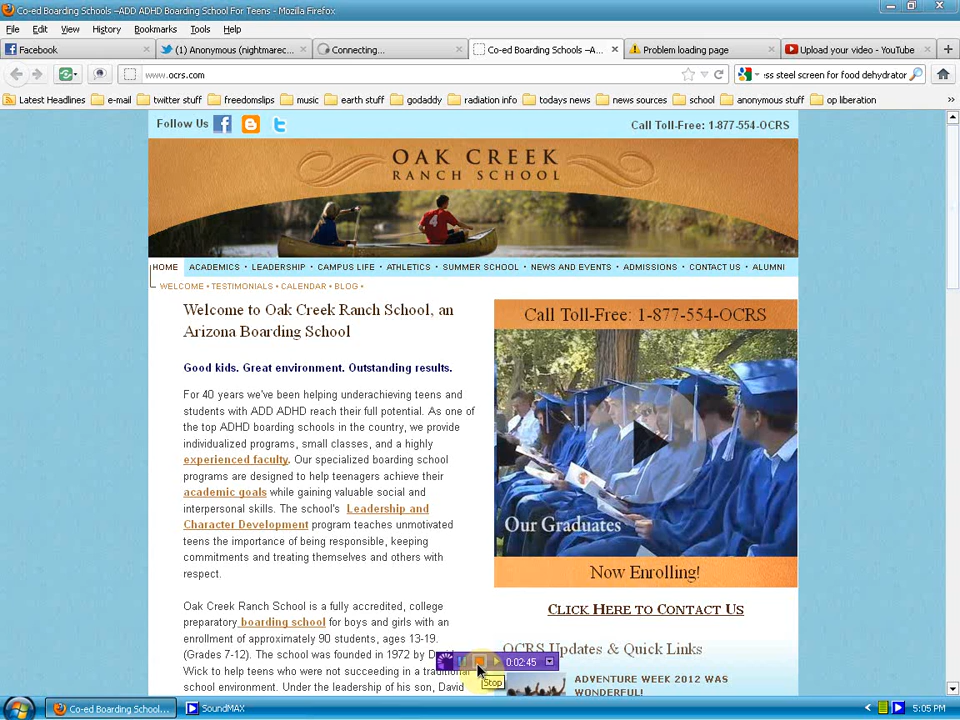 Co-ed Boarding Schools –ADD ADHD Boarding School For Teens - Mozilla Firefox
File Edit View History Bookmarks Tools Help
Facebook (1) Anonymous (nightmarec... Connecting... Co-ed Boarding Schools –A... Problem loading page Upload your video - YouTube
www.ocrs.com ss steel screen for food dehydrator
Latest Headlines e-mail twitter stuff freedomslips music earth stuff godaddy radiation info todays news news sources school anonymous stuff op liberation
Follow Us Call Toll-Free: 1-877-554-OCRS
OAK CREEK
RANCH SCHOOL
HOME ACADEMICS • LEADERSHIP • CAMPUS LIFE • ATHLETICS • SUMMER SCHOOL • NEWS AND EVENTS • ADMISSIONS • CONTACT US • ALUMNI
WELCOME • TESTIMONIALS • CALENDAR • BLOG •
Welcome to Oak Creek Ranch School, an
Arizona Boarding School
Good kids. Great environment. Outstanding results.
For 40 years we've been helping underachieving teens and
students with ADD ADHD reach their full potential. As one of
the top ADHD boarding schools in the country, we provide
individualized programs, small classes, and a highly
experienced faculty. Our specialized boarding school
programs are designed to help teenagers achieve their
academic goals while gaining valuable social and
interpersonal skills. The school's Leadership and
Character Development program teaches unmotivated
teens the importance of being responsible, keeping
commitments and treating themselves and others with
respect.
Oak Creek Ranch School is a fully accredited, college
preparatory boarding school for boys and girls with an
enrollment of approximately 90 students, ages 13-19.
(Grades 7-12). The school was founded in 1972 by David
Wick to help teens who were not succeeding in a traditional
school environment. Under the leadership of his son, David
Call Toll-Free: 1-877-554-OCRS
Our Graduates
Now Enrolling!
CLICK HERE TO CONTACT US
OCRS Updates & Quick Links
ADVENTURE WEEK 2012 WAS
WONDERFUL!
0:02:45
Stop
Co-ed Boarding School... SoundMAX 5:05 PM